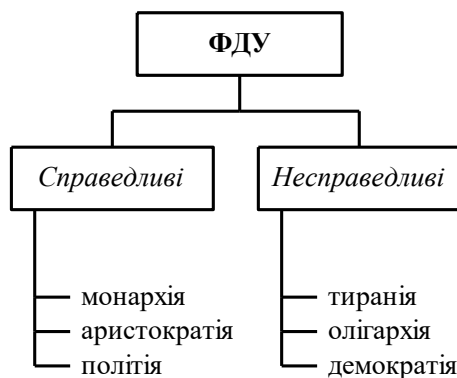 ФДУ
Справедливі
Несправедливі
монархія
аристократія
політія
тиранія
олігархія
демократія